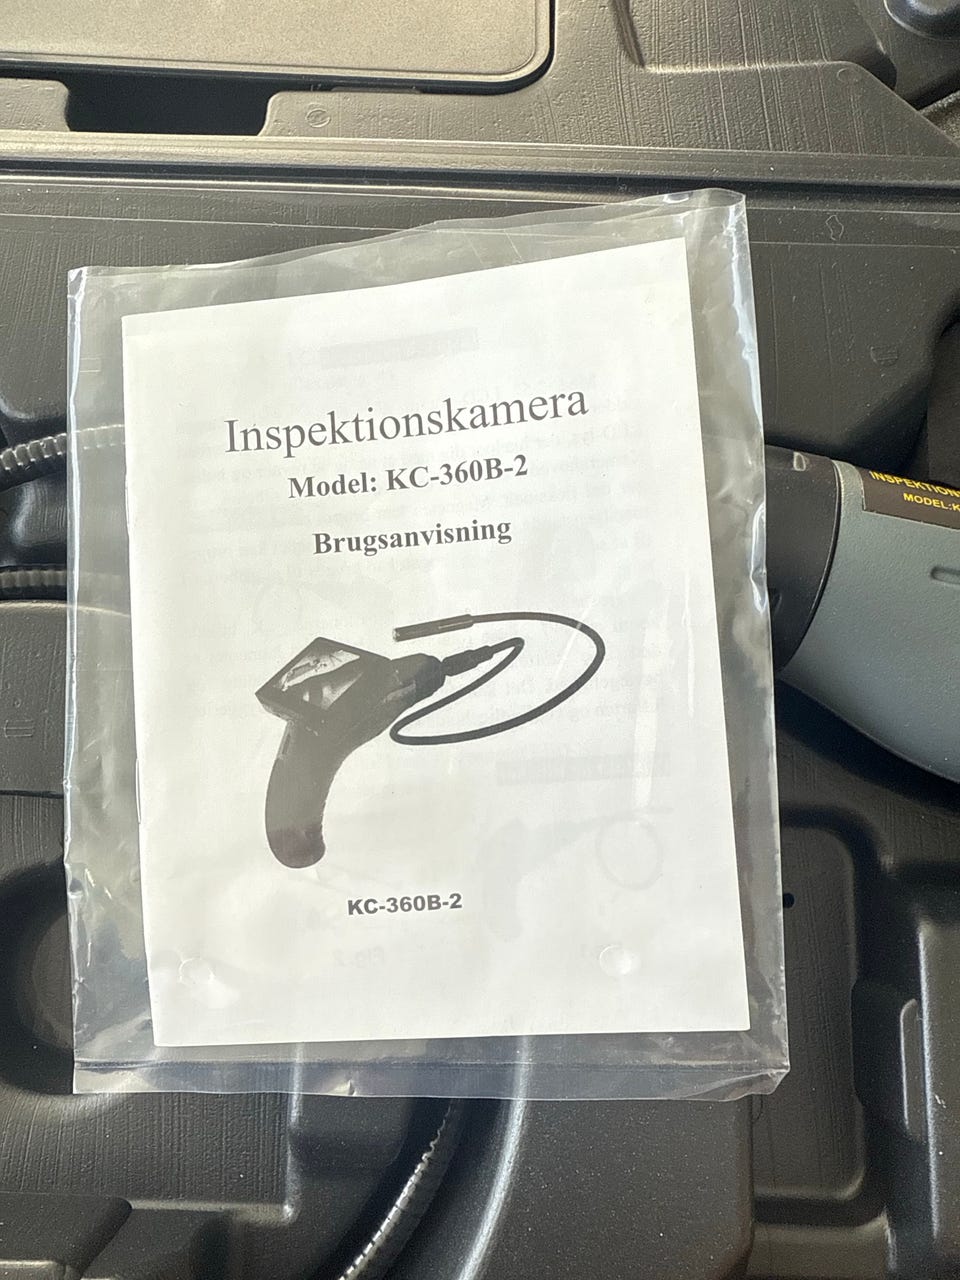 Inspektionskamera
Model: KC-360B-2
Brugsanvisning
KC-360B-2
INSPEKTION
MODEL:K